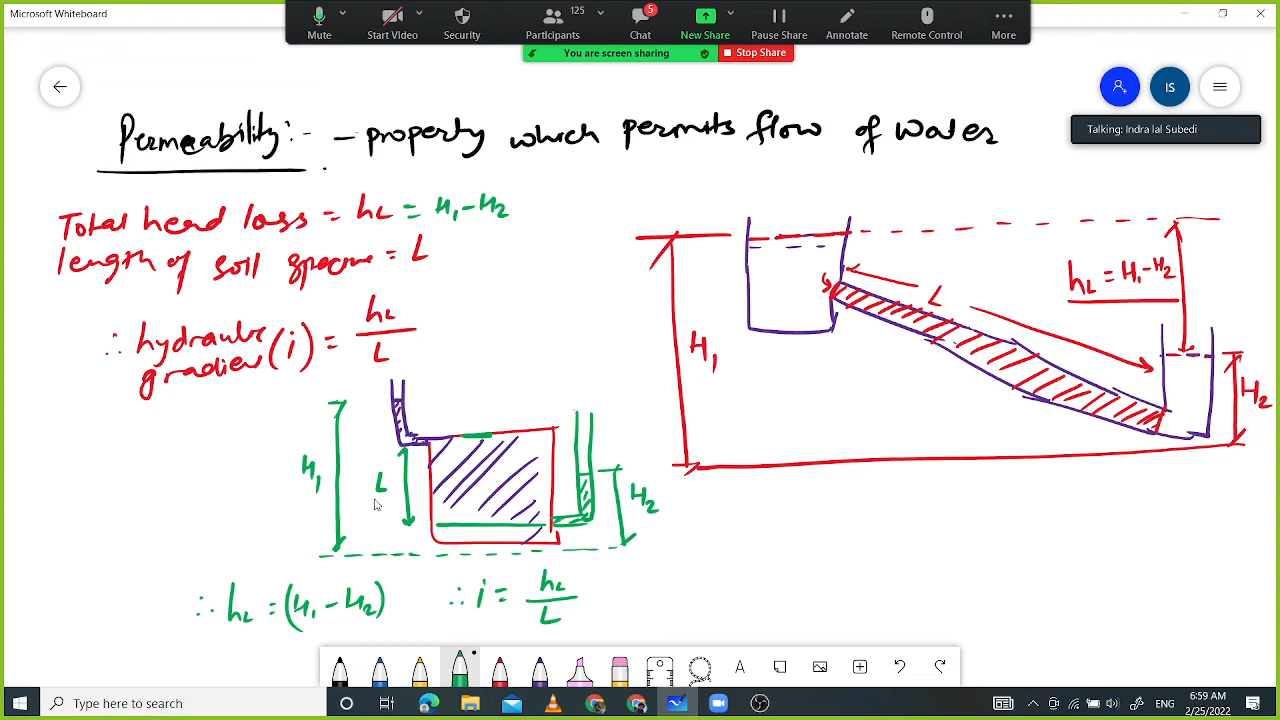 Microsoft Whiteboard
Mute
Start Video
Security
125
Participants
5
Chat
New Share
Pause Share
Annotate
Remote Control
More
You are screen sharing
Stop Share
IS
Talking: Indra lal Subedi
Permeability:- - property which permits flow of water
Total head loss = hL = H1-H2
length of soil = L
∴ hydraulic gradient (i) = hL / L
H1
L
hL = H1-H2
H2
H1
L
H2
∴ hL = (H1 - H2)
∴ i = hL / L
A
Type here to search
ENG
6:59 AM
2/25/2022